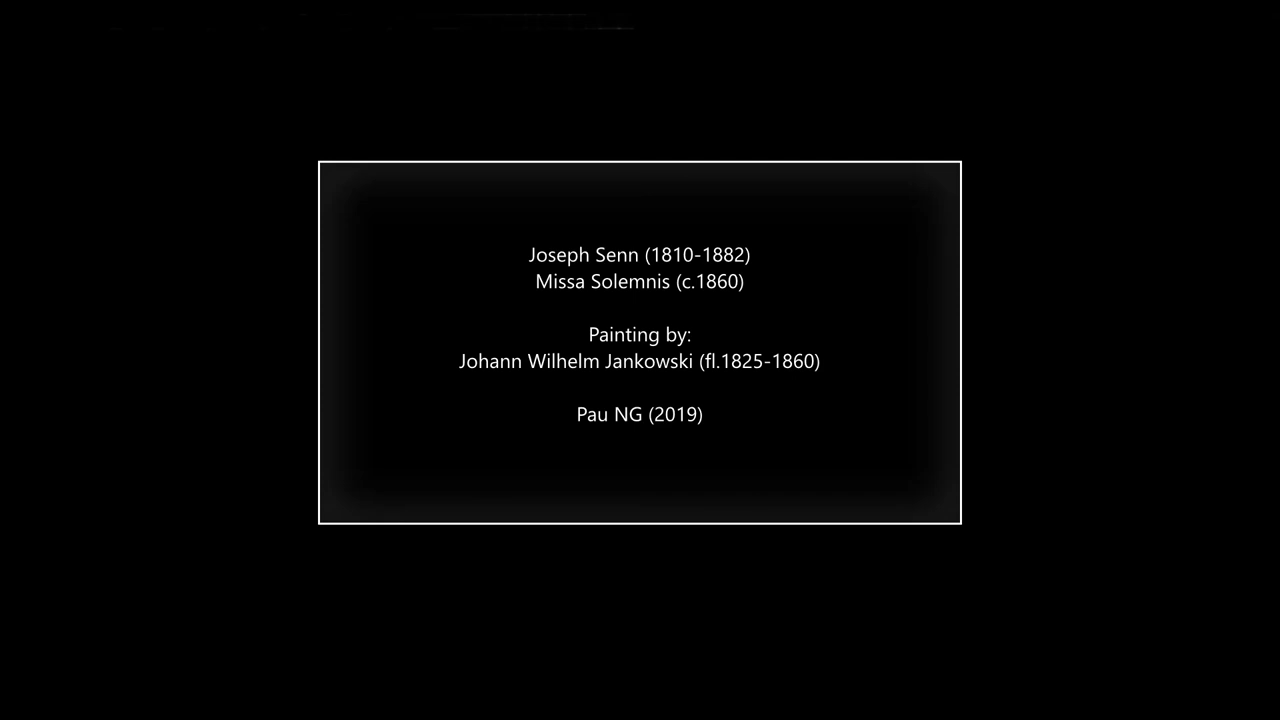 Joseph Senn (1810-1882)
Missa Solemnis (c.1860)
Painting by:
Johann Wilhelm Jankowski (fl.1825-1860)
Pau NG (2019)